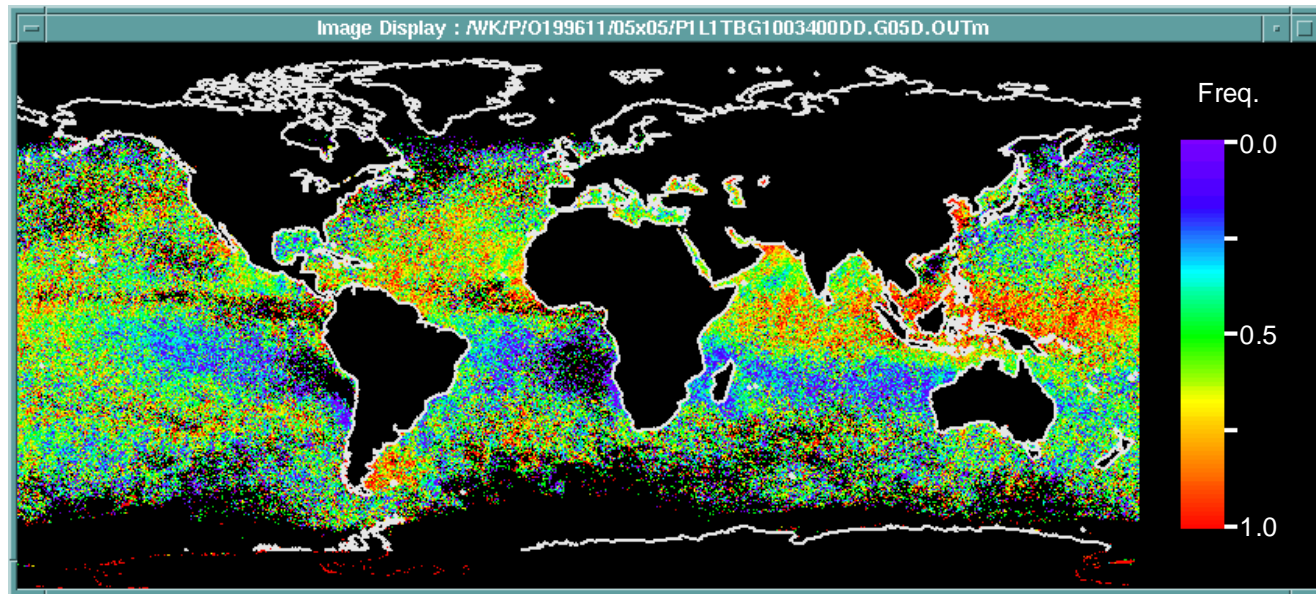 Image Display : /WK/P/O199611/05x05/P1L1TBG1003400DD.G05D.OUTm
Freq.
0.0
0.5
1.0